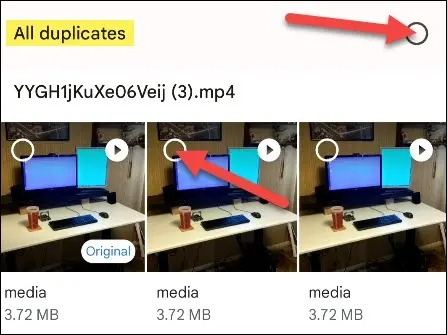 All duplicates
YYGH1jKuXe06Veij (3).mp4
Original
media media media
3.72 MB 3.72 MB 3.72 MB